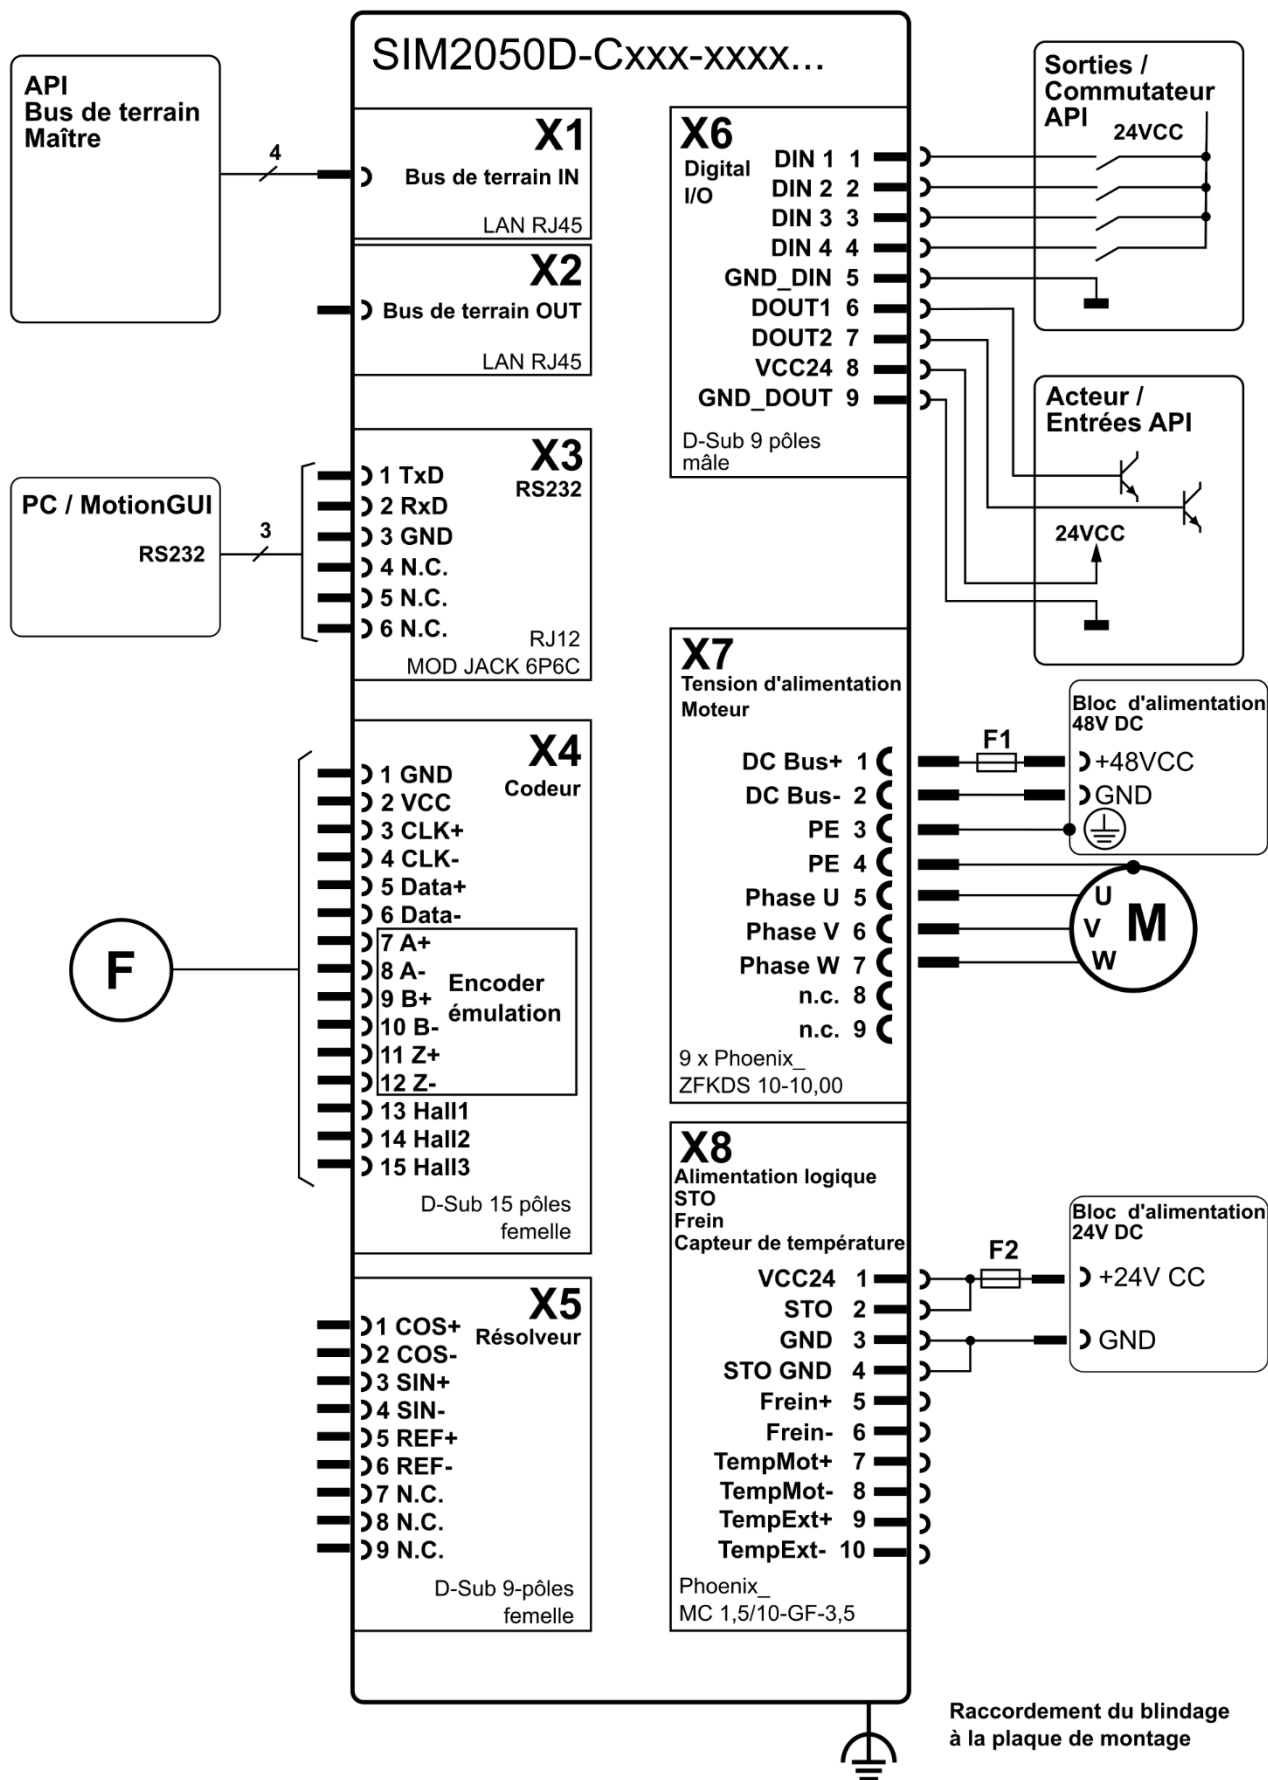 SIM2050D-Cxxx-xxxx...
API
Bus de terrain
Maître
4
X1
Bus de terrain IN
LAN RJ45
X2
Bus de terrain OUT
LAN RJ45
PC / MotionGUI
RS232
3
X3
RS232
1 TxD
2 RxD
3 GND
4 N.C.
5 N.C.
6 N.C.
RJ12
MOD JACK 6P6C
F
X4
Codeur
1 GND
2 VCC
3 CLK+
4 CLK-
5 Data+
6 Data-
7 A+
8 A-
9 B+
10 B-
11 Z+
12 Z-
Encoder
émulation
13 Hall1
14 Hall2
15 Hall3
D-Sub 15 pôles
femelle
X5
Résolveur
1 COS+
2 COS-
3 SIN+
4 SIN-
5 REF+
6 REF-
7 N.C.
8 N.C.
9 N.C.
D-Sub 9-pôles
femelle
X6
Digital
I/O
DIN 1 1
DIN 2 2
DIN 3 3
DIN 4 4
GND_DIN 5
DOUT1 6
DOUT2 7
VCC24 8
GND_DOUT 9
D-Sub 9 pôles
mâle
Sorties /
Commutateur
API
24VCC
Acteur /
Entrées API
24VCC
X7
Tension d'alimentation
Moteur
DC Bus+ 1
DC Bus- 2
PE 3
PE 4
Phase U 5
Phase V 6
Phase W 7
n.c. 8
n.c. 9
9 x Phoenix_
ZFKDS 10-10,00
F1
Bloc d'alimentation
48V DC
+48VCC
GND
U
V
W
M
X8
Alimentation logique
STO
Frein
Capteur de température
VCC24 1
STO 2
GND 3
STO GND 4
Frein+ 5
Frein- 6
TempMot+ 7
TempMot- 8
TempExt+ 9
TempExt- 10
Phoenix_
MC 1,5/10-GF-3,5
F2
Bloc d'alimentation
24V DC
+24V CC
GND
Raccordement du blindage
à la plaque de montage